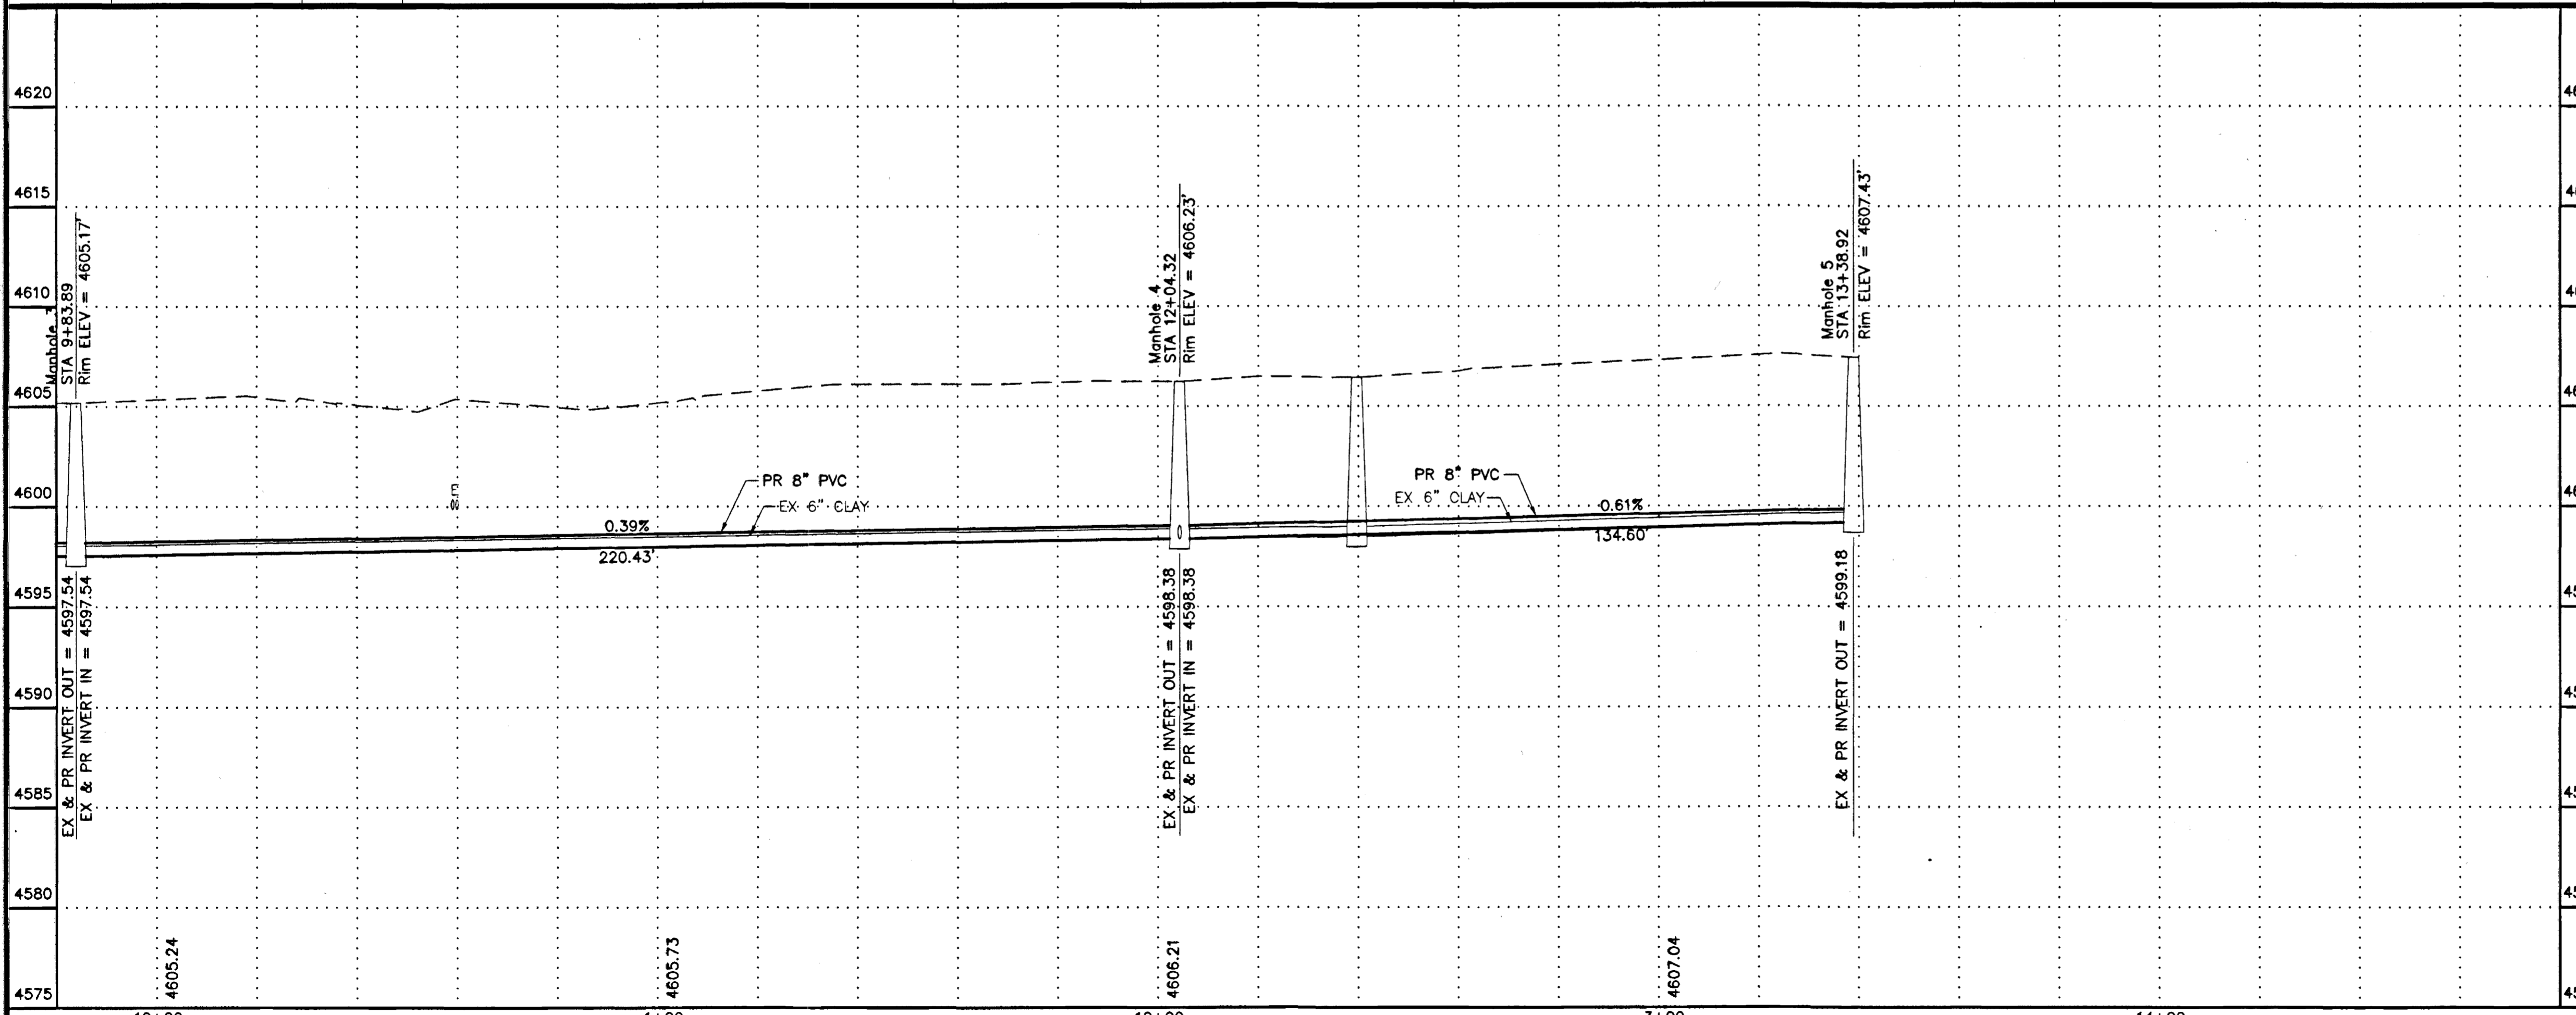 4620
4615
4610
4605
4600
4595
4590
4585
4580
4575
Manhole
STA 9+83.89
Rim ELEV = 4605.17'
EX & PR INVERT OUT = 4597.54
EX & PR INVERT IN = 4597.54
0.39%
220.43'
PR 8" PVC
EX 6" CLAY
Manhole 4
STA 12+04.32
Rim ELEV = 4606.23'
EX & PR INVERT OUT = 4598.38
EX & PR INVERT IN = 4598.38
PR 8" PVC
EX 6" CLAY
0.61%
134.60'
Manhole 5
STA 13+38.92
Rim ELEV = 4607.43'
EX & PR INVERT OUT = 4599.18
4605.24
4605.73
4606.21
4607.04